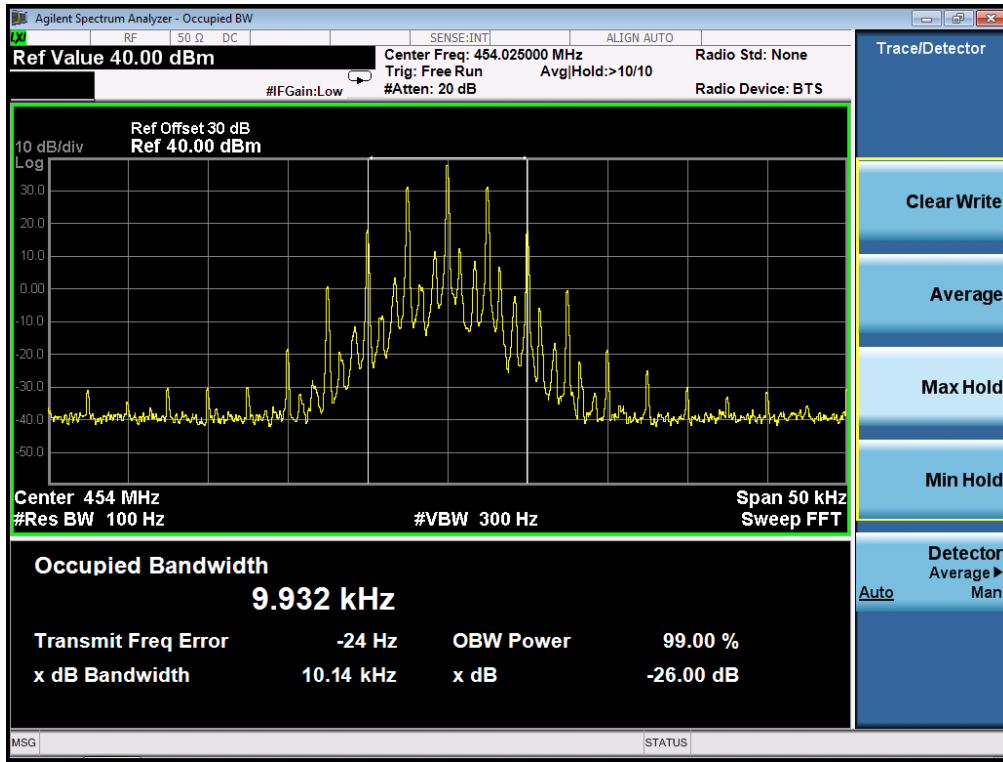 Agilent Spectrum Analyzer - Occupied BW
LXI RF 50 Ω DC SENSE:INT ALIGN AUTO
Ref Value 40.00 dBm
Center Freq: 454.025000 MHz Radio Std: None
Trig: Free Run Avg|Hold:>10/10
#IFGain:Low #Atten: 20 dB Radio Device: BTS
Trace/Detector
Ref Offset 30 dB
10 dB/div Ref 40.00 dBm
Log
30.0
20.0
10.0
0.00
-10.0
-20.0
-30.0
-40.0
-50.0
Center 454 MHz Span 50 kHz
#Res BW 100 Hz #VBW 300 Hz Sweep FFT
Clear Write
Average
Max Hold
Min Hold
Detector
Average▶
Auto Man
Occupied Bandwidth
9.932 kHz
Transmit Freq Error -24 Hz OBW Power 99.00 %
x dB Bandwidth 10.14 kHz x dB -26.00 dB
MSG STATUS